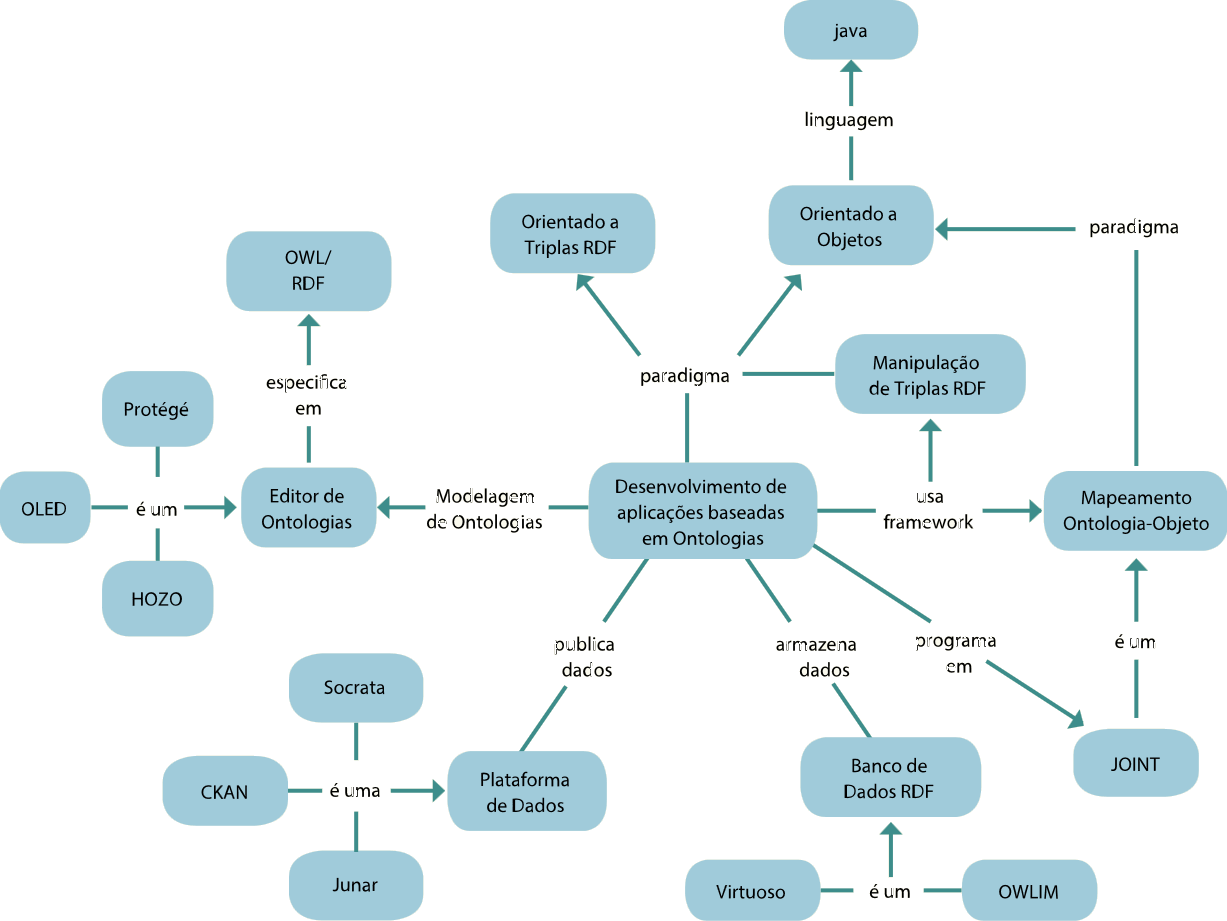 java
linguagem
Orientado a
Triplas RDF
Orientado a
Objetos
paradigma
OWL/
RDF
paradigma
Manipulação
de Triplas RDF
especifica
em
Protégé
OLED
é um
HOZO
Editor de
Ontologias
Modelagem
de Ontologias
Desenvolvimento de
aplicações baseadas
em Ontologias
usa
framework
Mapeamento
Ontologia-Objeto
publica
dados
armazena
dados
programa
em
é um
Socrata
CKAN
é uma
Junar
Plataforma
de Dados
Banco de
Dados RDF
JOINT
Virtuoso
é um
OWLIM